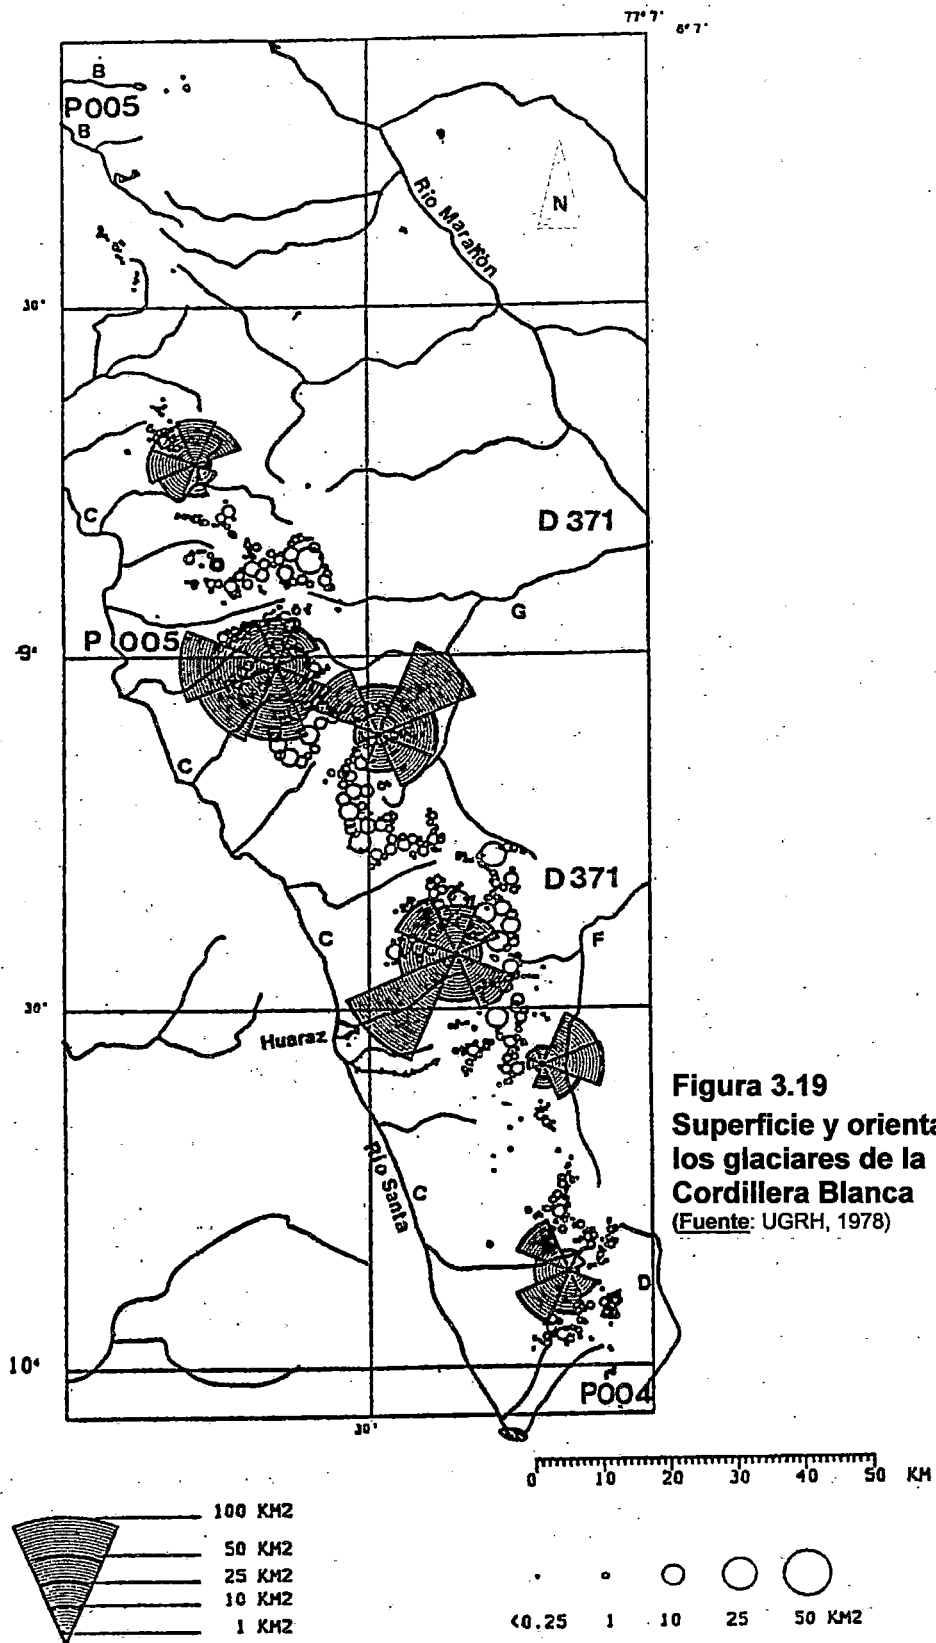 77° 7'
8° 7'
B
P005
B
N
Río Marañon
30'
D 371
C
G
P 005
9°
C
D 371
C
F
30'
Huaraz
Figura 3.19
Superficie y orienta
los glaciares de la
Cordillera Blanca
(Fuente: UGRH, 1978)
Río Santa
C
D
10°
P004
30'
0 10 20 30 40 50 KM
100 KM2
50 KM2
25 KM2
10 KM2
1 KM2
<0.25 1 10 25 50 KM2